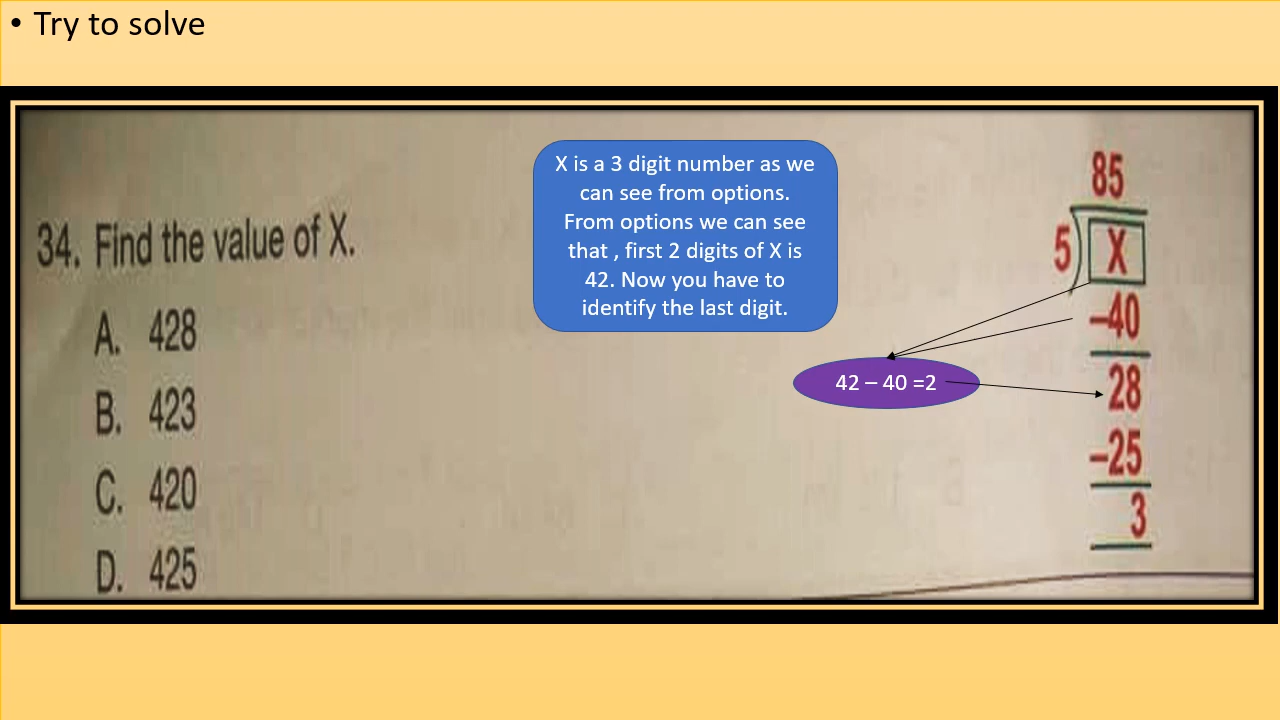 • Try to solve
34. Find the value of X.
A. 428
B. 423
C. 420
D. 425
X is a 3 digit number as we
can see from options.
From options we can see
that , first 2 digits of X is
42. Now you have to
identify the last digit.
42 – 40 =2
85
5 X
–40
28
–25
3